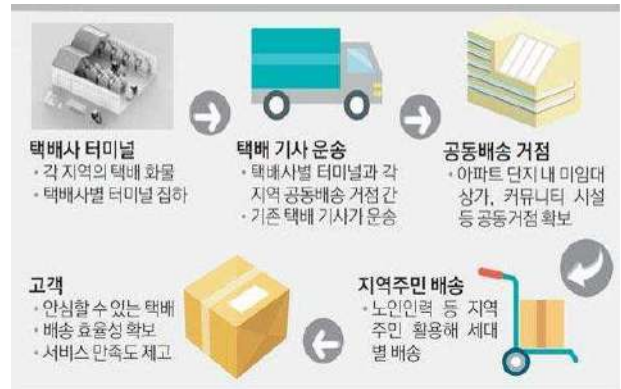 택배사 터미널
· 각 지역의 택배 화물
· 택배사별 터미널 집하
택배 기사 운송
· 택배사별 터미널과 각
지역 공동배송 거점 간
· 기존 택배 기사가 운송
공동배송 거점
· 아파트 단지 내 미임대
상가, 커뮤니티 시설
등 공동거점 확보
지역주민 배송
· 노인인력 등 지역
주민 활용해 세대
별 배송
고객
· 안심할 수 있는 택배
· 배송 효율성 확보
· 서비스 만족도 제고